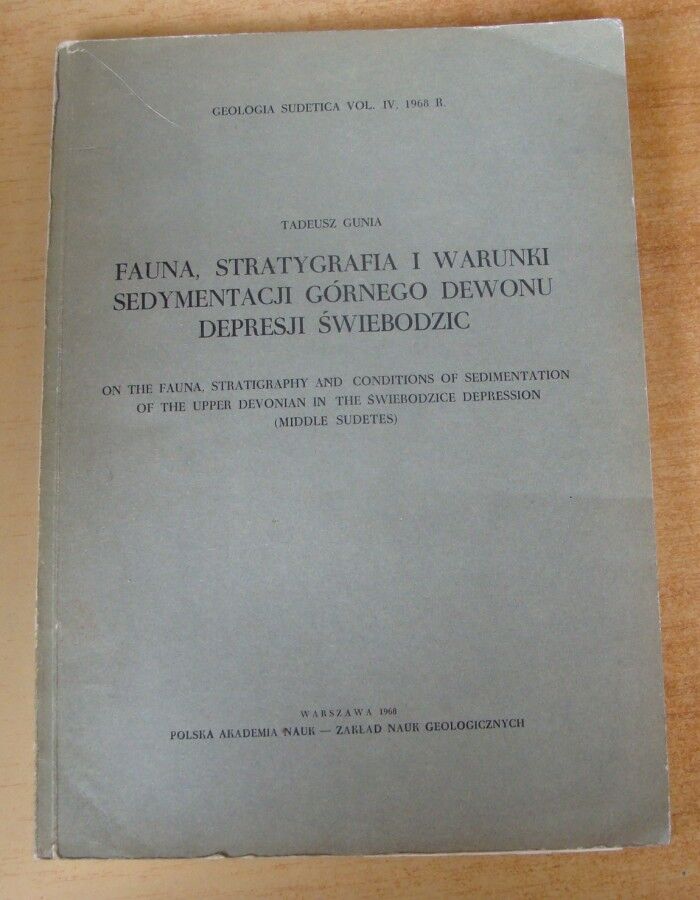 GEOLOGIA SUDETICA VOL. IV, 1968 R.
TADEUSZ GUNIA
FAUNA, STRATYGRAFIA I WARUNKI
SEDYMENTACJI GÓRNEGO DEWONU
DEPRESJI ŚWIEBODZIC
ON THE FAUNA, STRATIGRAPHY AND CONDITIONS OF SEDIMENTATION
OF THE UPPER DEVONIAN IN THE ŚWIEBODZICE DEPRESSION
(MIDDLE SUDETES)
WARSZAWA 1968
POLSKA AKADEMIA NAUK — ZAKŁAD NAUK GEOLOGICZNYCH